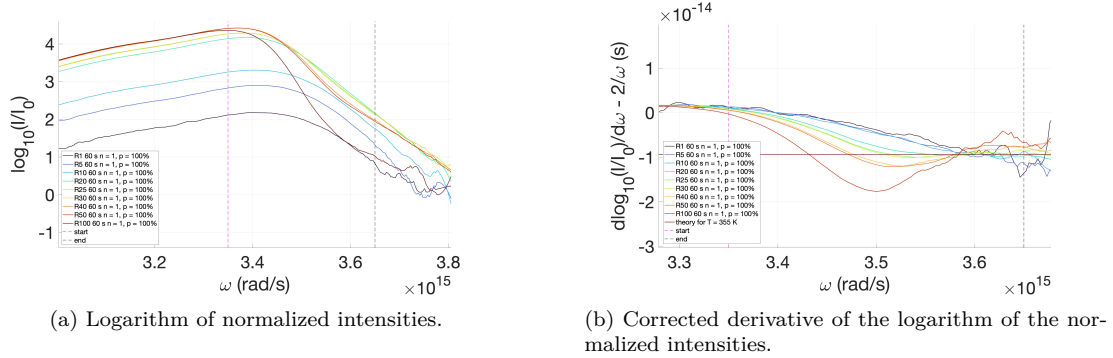 4
3
2
1
0
-1
log10(I/I0)
R1 60 s n = 1, p = 100%
R5 60 s n = 1, p = 100%
R10 60 s n = 1, p = 100%
R20 60 s n = 1, p = 100%
R25 60 s n = 1, p = 100%
R30 60 s n = 1, p = 100%
R40 60 s n = 1, p = 100%
R50 60 s n = 1, p = 100%
R100 60 s n = 1, p = 100%
start
end
3.2 3.4 3.6 3.8
ω (rad/s) × 10^15
(a) Logarithm of normalized intensities.
× 10^-14
2
1
0
-1
-2
-3
dlog10(I/I0)/dω - 2/ω (s)
R1 60 s n = 1, p = 100%
R5 60 s n = 1, p = 100%
R10 60 s n = 1, p = 100%
R20 60 s n = 1, p = 100%
R25 60 s n = 1, p = 100%
R30 60 s n = 1, p = 100%
R40 60 s n = 1, p = 100%
R50 60 s n = 1, p = 100%
R100 60 s n = 1, p = 100%
theory for T = 355 K
start
end
3.3 3.4 3.5 3.6
ω (rad/s) × 10^15
(b) Corrected derivative of the logarithm of the nor-
malized intensities.